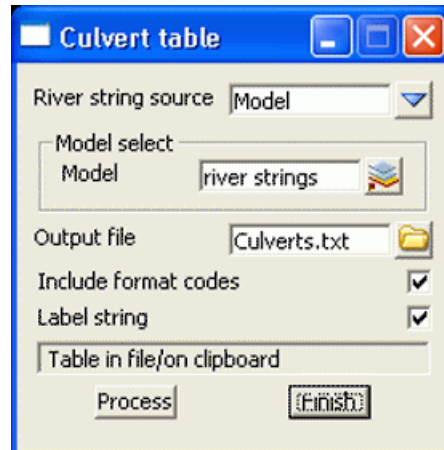 Culvert table
River string source Model
Model select
Model river strings
Output file Culverts.txt
Include format codes
Label string
Table in file/on clipboard
Process Finish